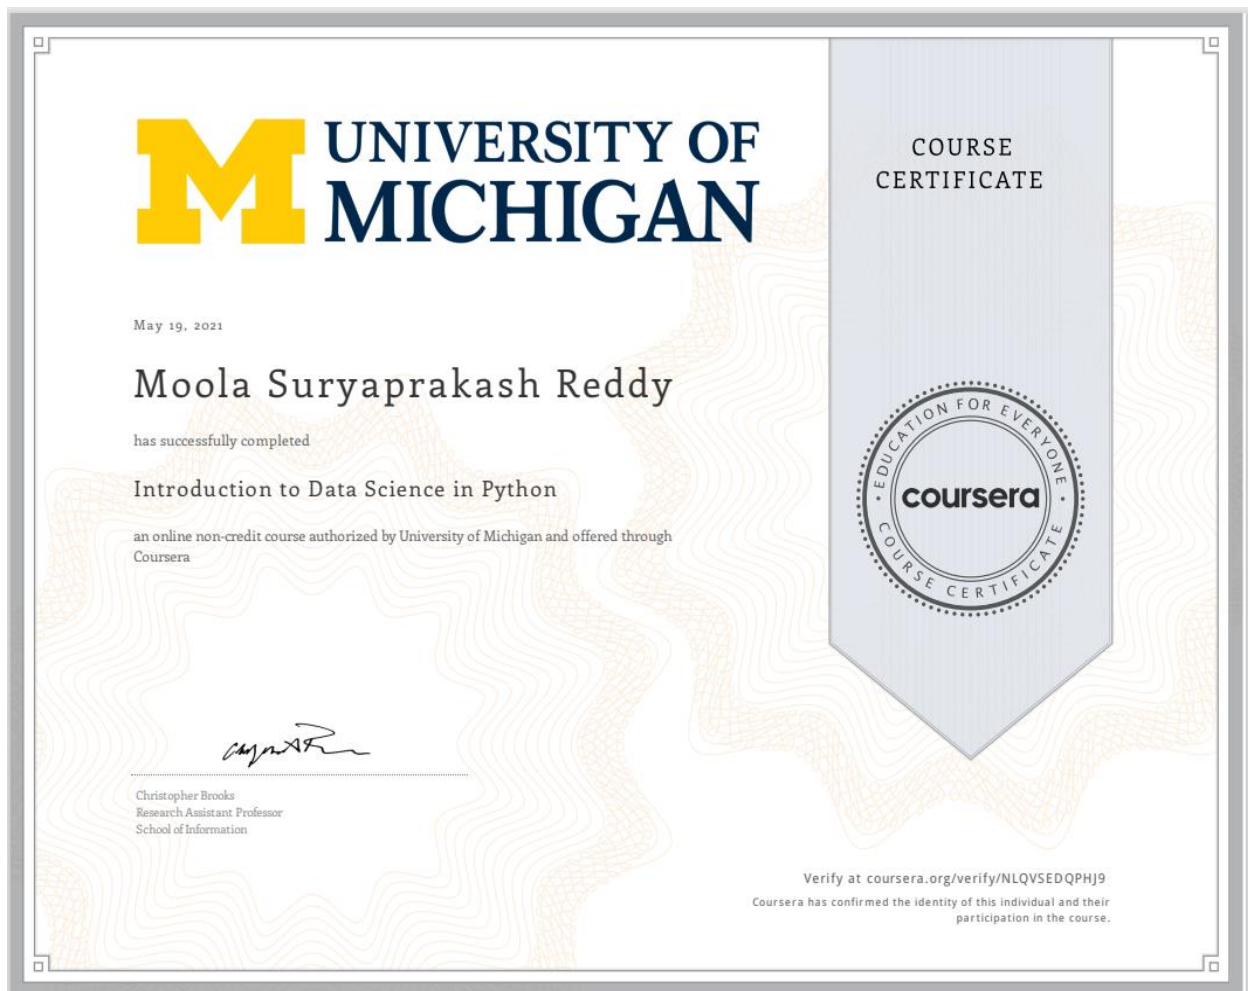 UNIVERSITY OF
MICHIGAN
COURSE
CERTIFICATE
May 19, 2021
Moola Suryaprakash Reddy
has successfully completed
Introduction to Data Science in Python
an online non-credit course authorized by University of Michigan and offered through
Coursera
EDUCATION FOR EVERYONE
coursera
COURSE CERTIFICATE
Christopher Brooks
Research Assistant Professor
School of Information
Verify at coursera.org/verify/NLQVSEDQPHJ9
Coursera has confirmed the identity of this individual and their
participation in the course.